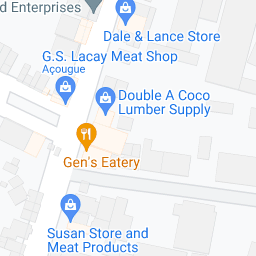 d Enterprises
Dale & Lance Store
G.S. Lacay Meat Shop
Açougue
Double A Coco
Lumber Supply
Gen's Eatery
Susan Store and
Meat Products